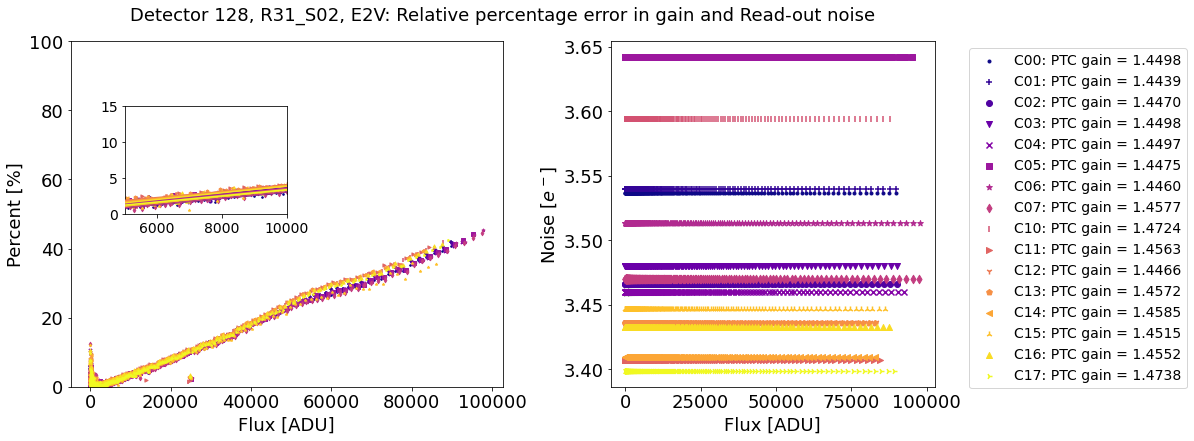 Detector 128, R31_S02, E2V: Relative percentage error in gain and Read-out noise
Percent [%]
100
80
60
40
20
0
15
10
5
0
6000 8000 10000
0 20000 40000 60000 80000 100000
Flux [ADU]
Noise [e⁻]
3.65
3.60
3.55
3.50
3.45
3.40
0 25000 50000 75000 100000
Flux [ADU]
C00: PTC gain = 1.4498
C01: PTC gain = 1.4439
C02: PTC gain = 1.4470
C03: PTC gain = 1.4498
C04: PTC gain = 1.4497
C05: PTC gain = 1.4475
C06: PTC gain = 1.4460
C07: PTC gain = 1.4577
C10: PTC gain = 1.4724
C11: PTC gain = 1.4563
C12: PTC gain = 1.4466
C13: PTC gain = 1.4572
C14: PTC gain = 1.4585
C15: PTC gain = 1.4515
C16: PTC gain = 1.4552
C17: PTC gain = 1.4738